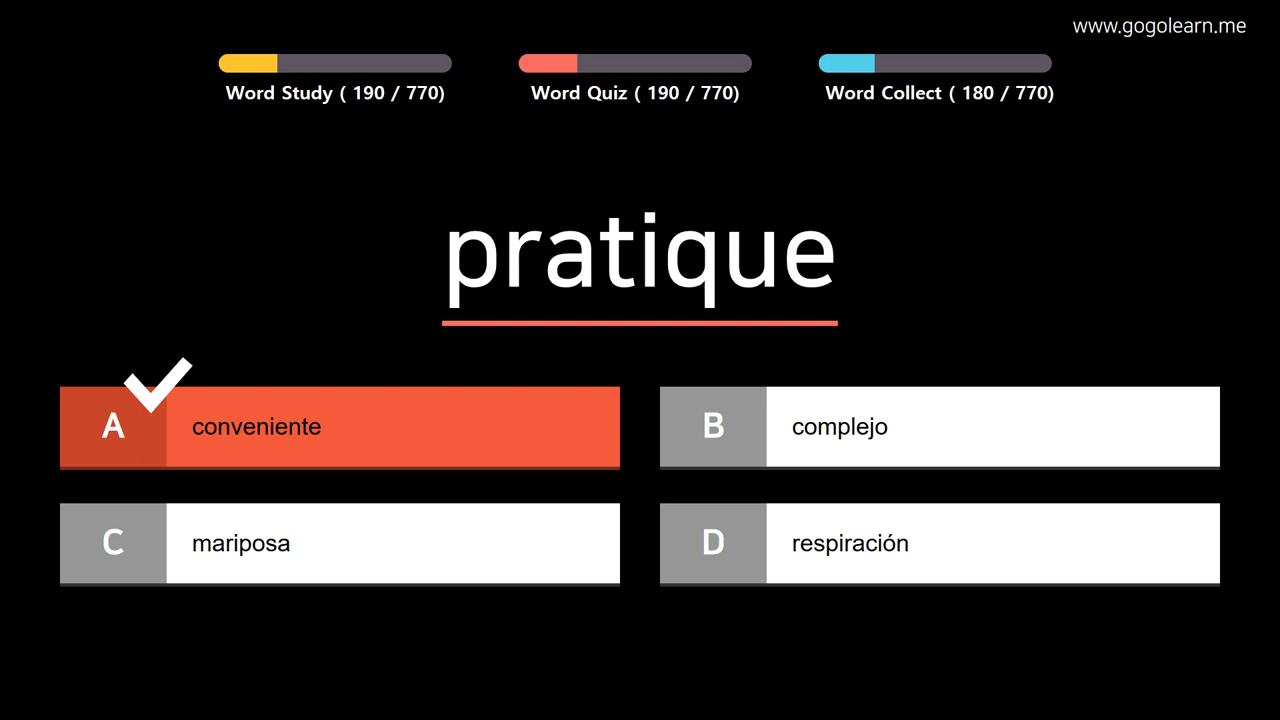 www.gogolearn.me
Word Study ( 190 / 770)
Word Quiz ( 190 / 770)
Word Collect ( 180 / 770)
pratique
A conveniente
B complejo
C mariposa
D respiración